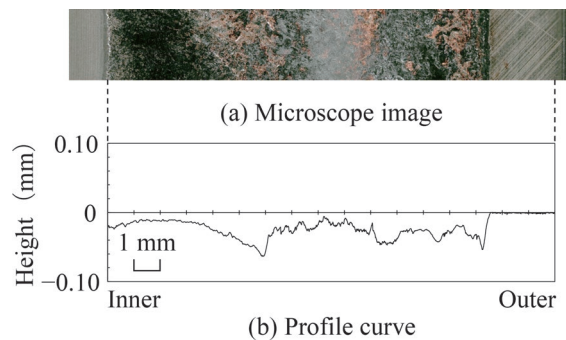 (a) Microscope image
0.10
0
−0.10
Height (mm)
1 mm
Inner
Outer
(b) Profile curve